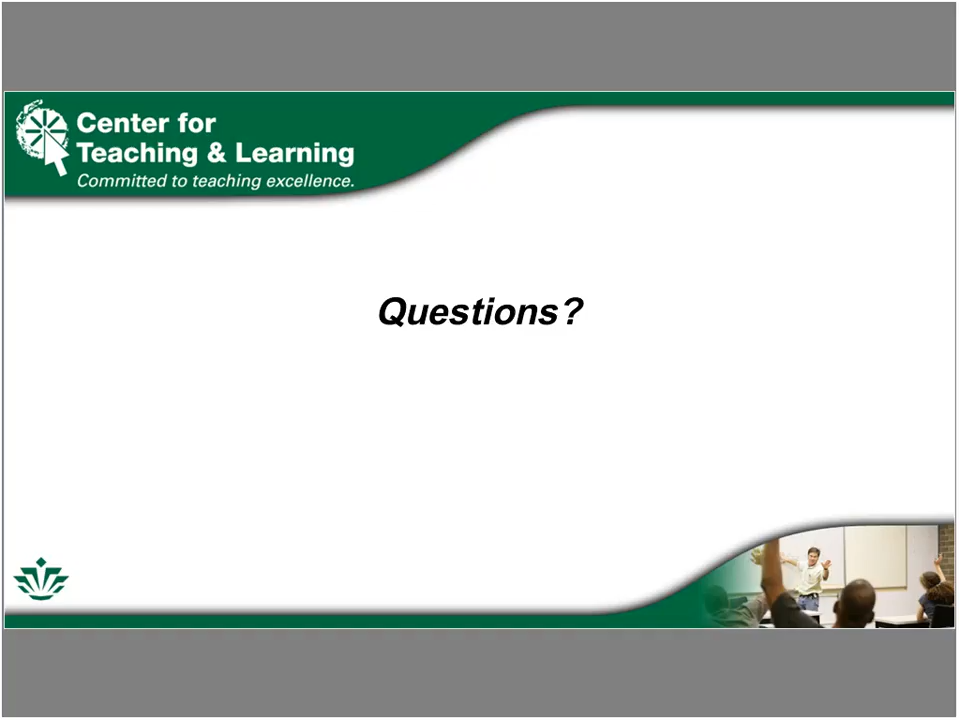 Center for
Teaching & Learning
Committed to teaching excellence.
Questions?